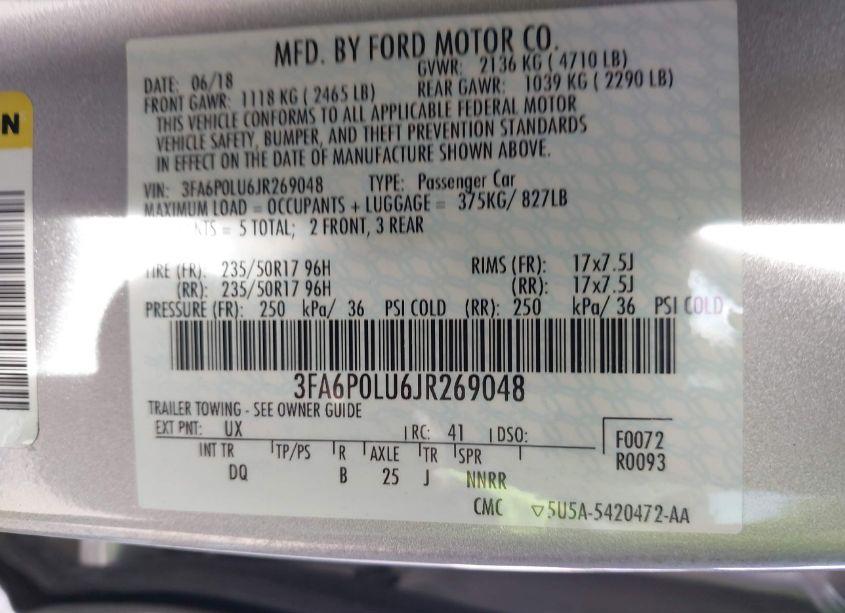 N
MFD. BY FORD MOTOR CO.
DATE: 06/18 GVWR: 2136 KG ( 4710 LB)
FRONT GAWR: 1118 KG ( 2465 LB) REAR GAWR: 1039 KG ( 2290 LB)
THIS VEHICLE CONFORMS TO ALL APPLICABLE FEDERAL MOTOR
VEHICLE SAFETY, BUMPER, AND THEFT PREVENTION STANDARDS
IN EFFECT ON THE DATE OF MANUFACTURE SHOWN ABOVE.
VIN: 3FA6P0LU6JR269048 TYPE: Passenger Car
MAXIMUM LOAD = OCCUPANTS + LUGGAGE = 375KG/ 827LB
= 5 TOTAL; 2 FRONT, 3 REAR
TIRE (FR): 235/50R17 96H RIMS (FR): 17x7.5J
(RR): 235/50R17 96H (RR): 17x7.5J
PRESSURE (FR): 250 kPa/ 36 PSI COLD (RR): 250 kPa/ 36 PSI COLD
3FA6P0LU6JR269048
TRAILER TOWING - SEE OWNER GUIDE
EXT PNT: UX RC: 41 DSO: F0072
INT TR TP/PS R AXLE TR SPR R0093
DQ B 25 J NNRR
CMC ▽5U5A-5420472-AA